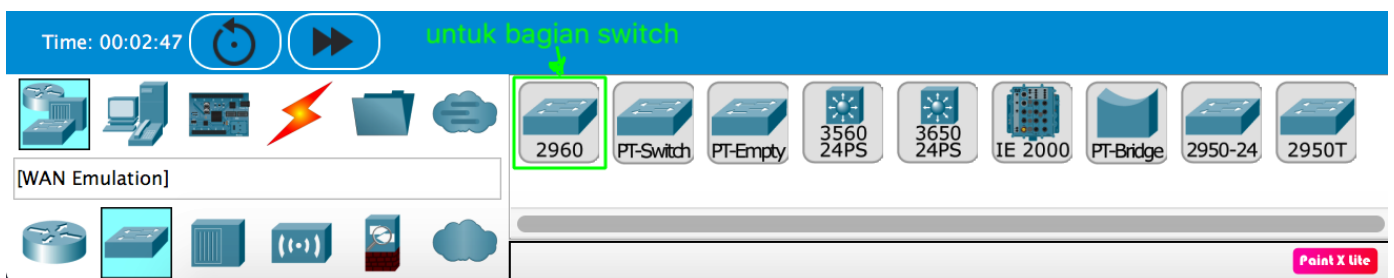 untuk bagian switch
Time: 00:02:47
2960
PT-Switch
PT-Empty
3560
24PS
3650
24PS
IE 2000
PT-Bridge
2950-24
2950T
[WAN Emulation]
Paint X Lite